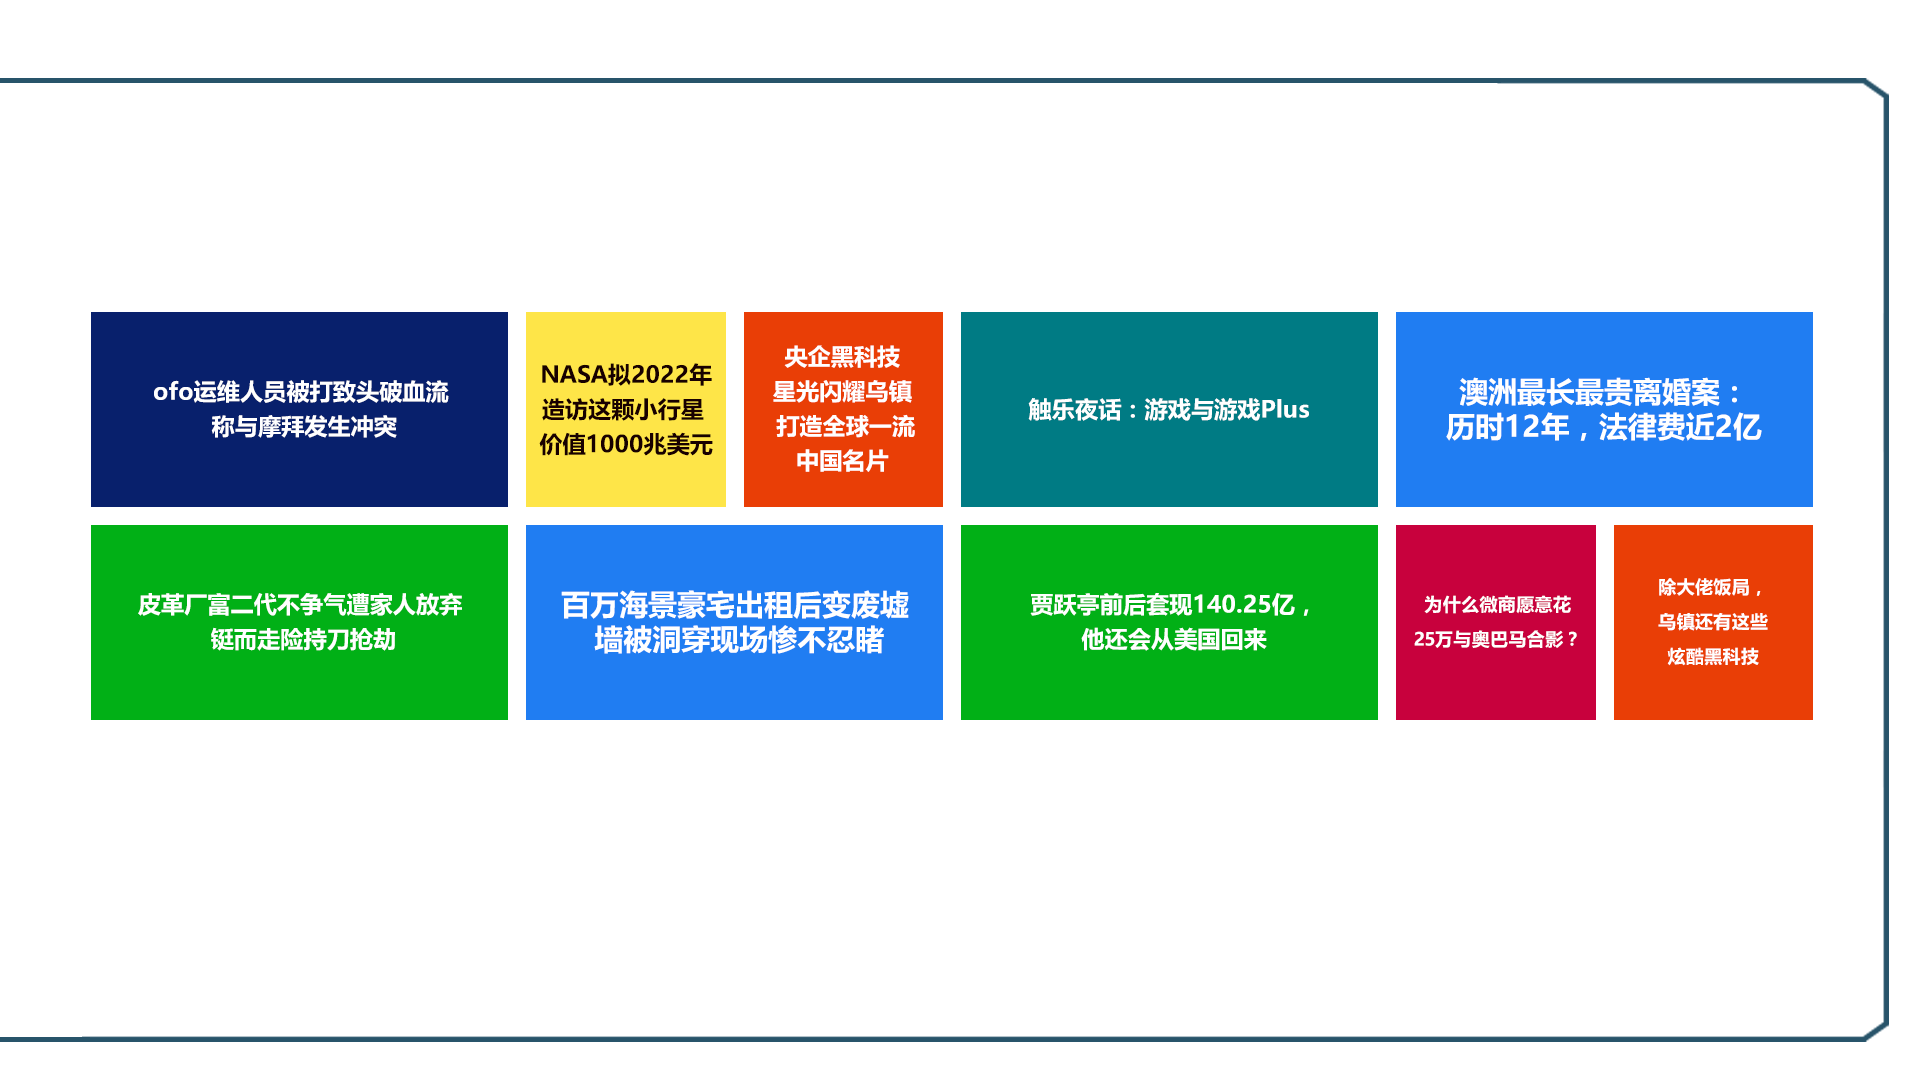 ofo运维人员被打致头破血流
称与摩拜发生冲突
NASA拟2022年
造访这颗小行星
价值1000兆美元
央企黑科技
星光闪耀乌镇
打造全球一流
中国名片
触乐夜话：游戏与游戏Plus
澳洲最长最贵离婚案：
历时12年，法律费近2亿
皮革厂富二代不争气遭家人放弃
铤而走险持刀抢劫
百万海景豪宅出租后变废墟
墙被洞穿现场惨不忍睹
贾跃亭前后套现140.25亿，
他还会从美国回来
为什么微商愿意花
25万与奥巴马合影？
除大佬饭局，
乌镇还有这些
炫酷黑科技